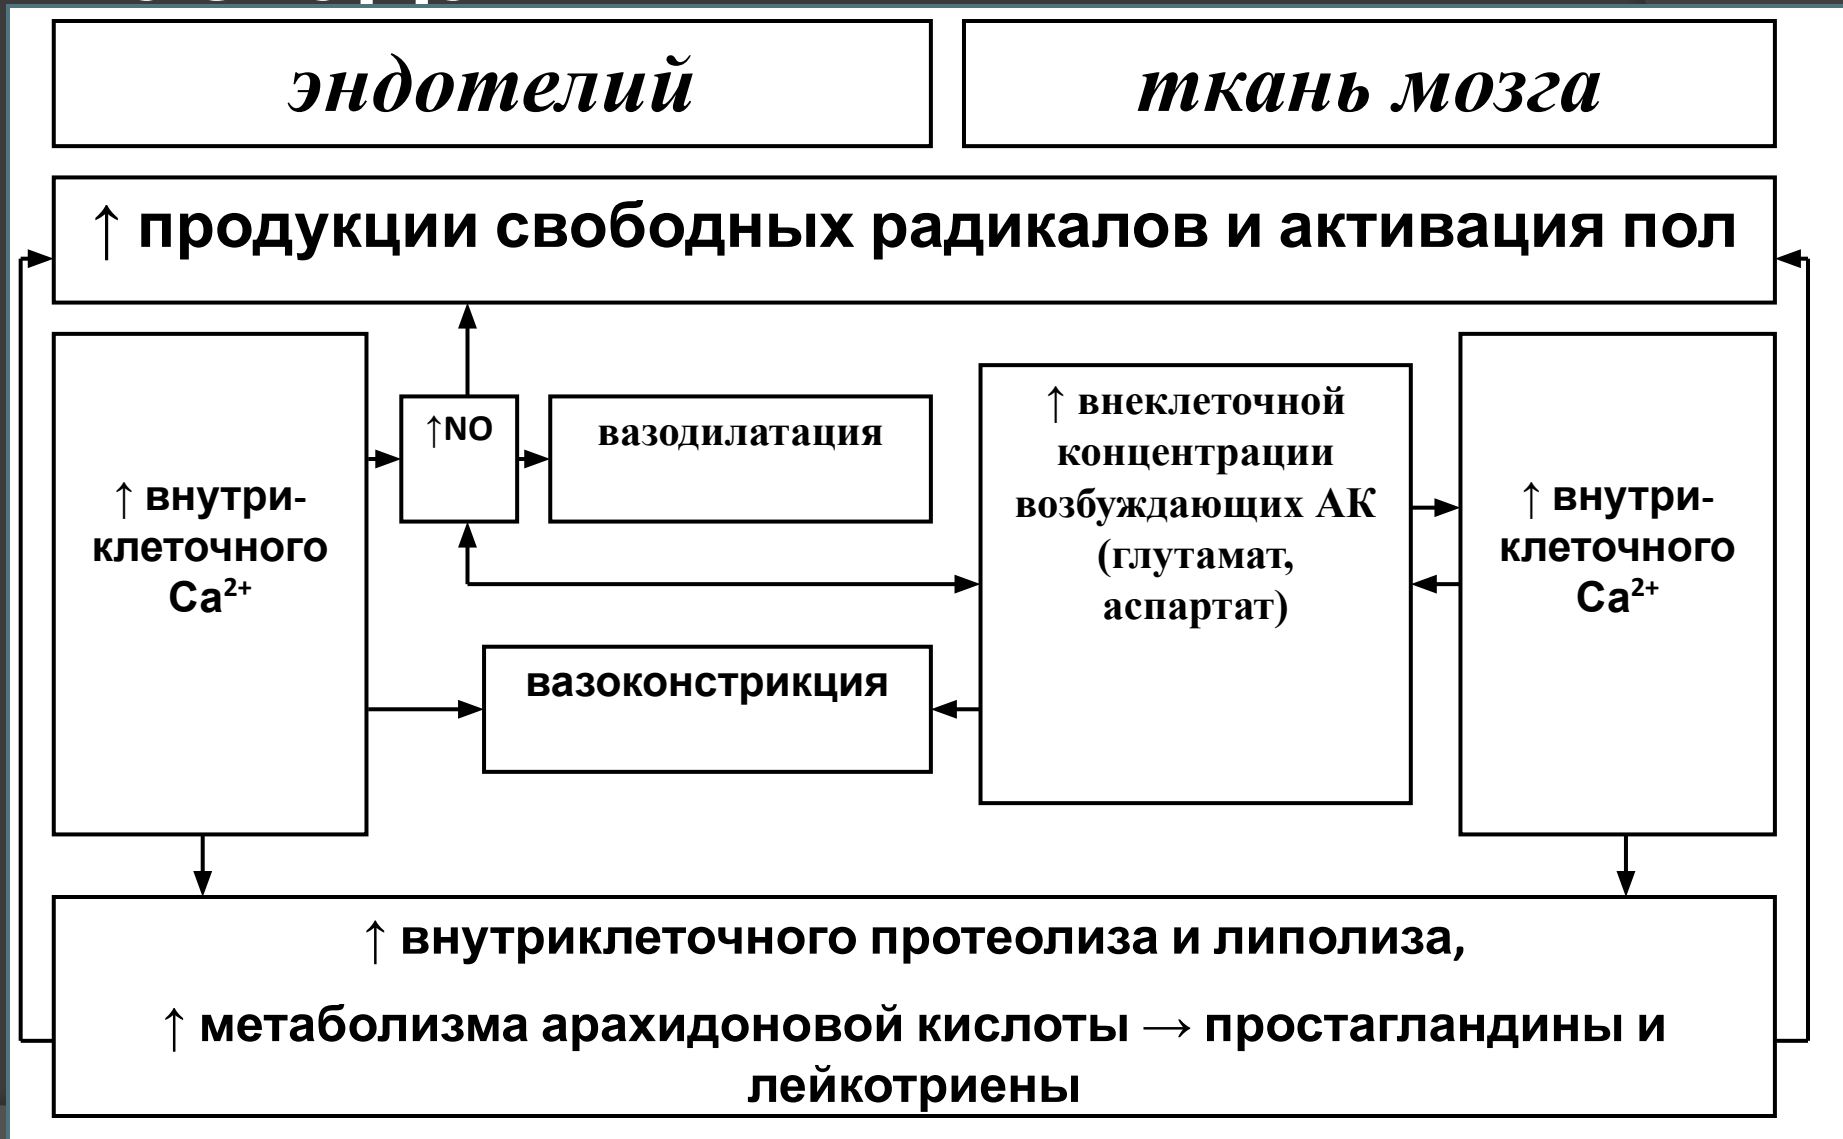 эндотелий
ткань мозга
↑ продукции свободных радикалов и активация пол
↑ внутри-
клеточного
Ca²⁺
↑NO
вазодилатация
вазоконстрикция
↑ внеклеточной
концентрации
возбуждающих АК
(глутамат,
аспартат)
↑ внутри-
клеточного
Ca²⁺
↑ внутриклеточного протеолиза и липолиза,
↑ метаболизма арахидоновой кислоты → простагландины и
лейкотриены